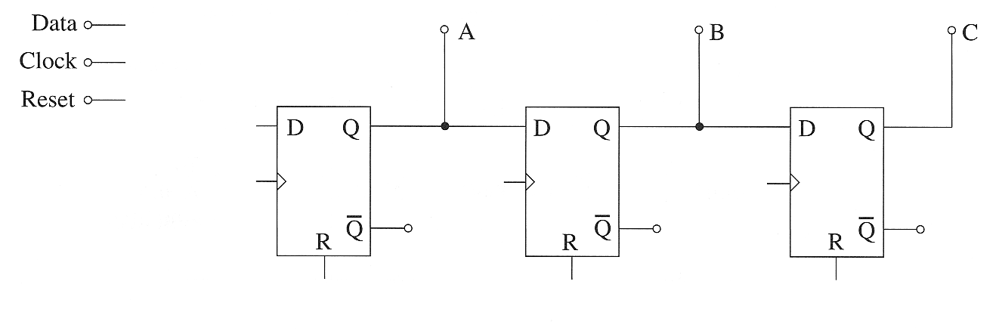 Data
Clock
Reset
A
B
C
D Q
D Q
D Q
R Q̅
R Q̅
R Q̅